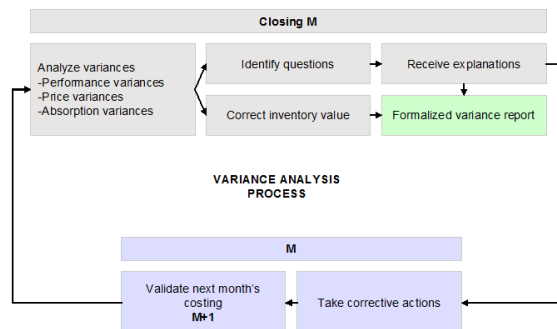 Closing M
Analyze variances
-Performance variances
-Price variances
-Absorption variances
Identify questions
Receive explanations
Correct inventory value
Formalized variance report
VARIANCE ANALYSIS
PROCESS
M
Validate next month's
costing
M+1
Take corrective actions